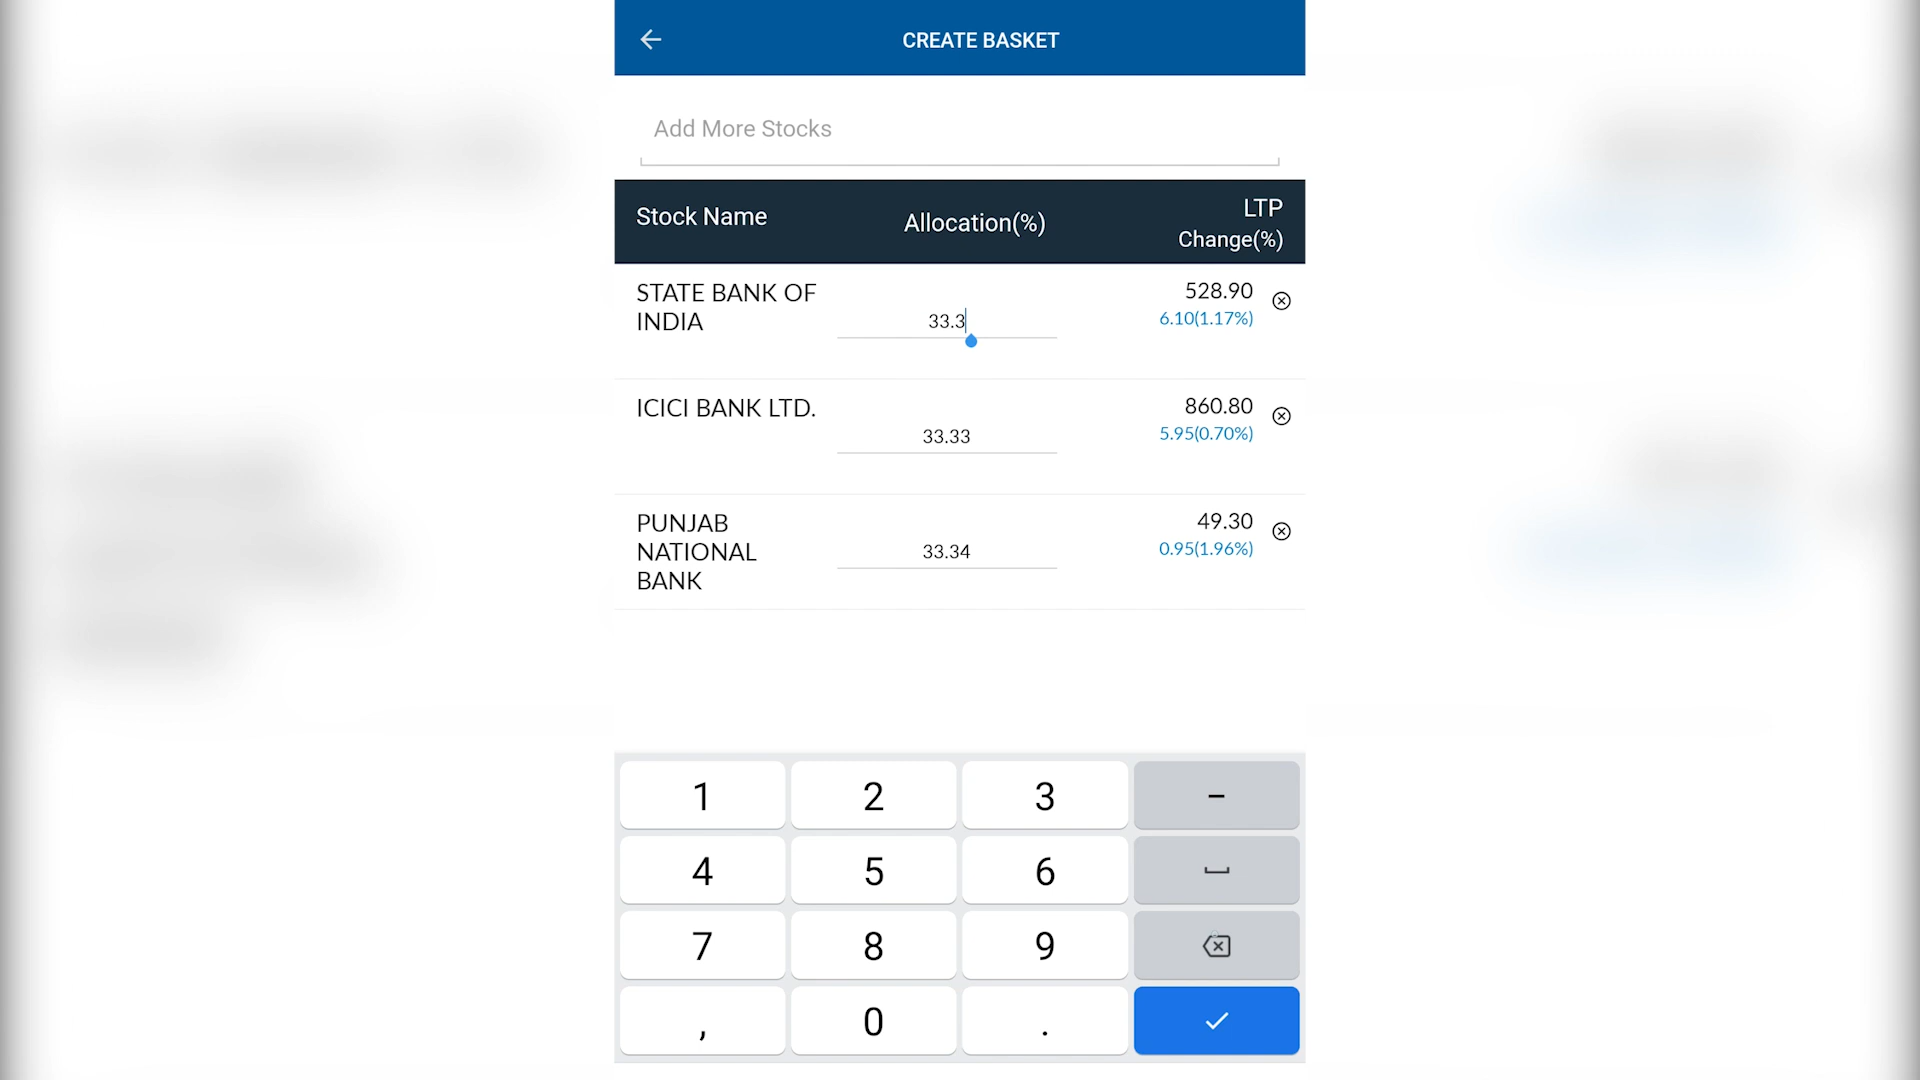 CREATE BASKET
Add More Stocks
Stock Name
Allocation(%)
LTP
Change(%)
STATE BANK OF
INDIA
33.3
528.90
6.10(1.17%)
ICICI BANK LTD.
33.33
860.80
5.95(0.70%)
PUNJAB
NATIONAL
BANK
33.34
49.30
0.95(1.96%)
1 2 3 -
4 5 6
7 8 9
, 0 .